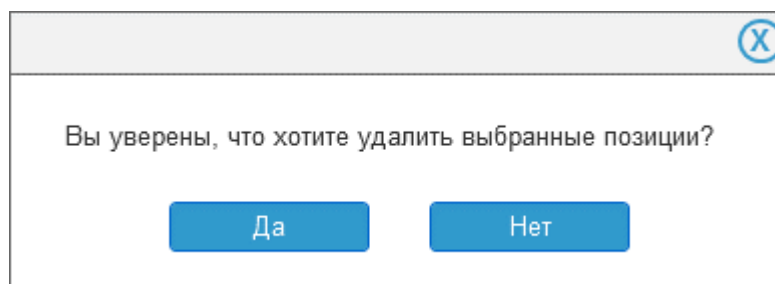 X
Вы уверены, что хотите удалить выбранные позиции?
Да Нет